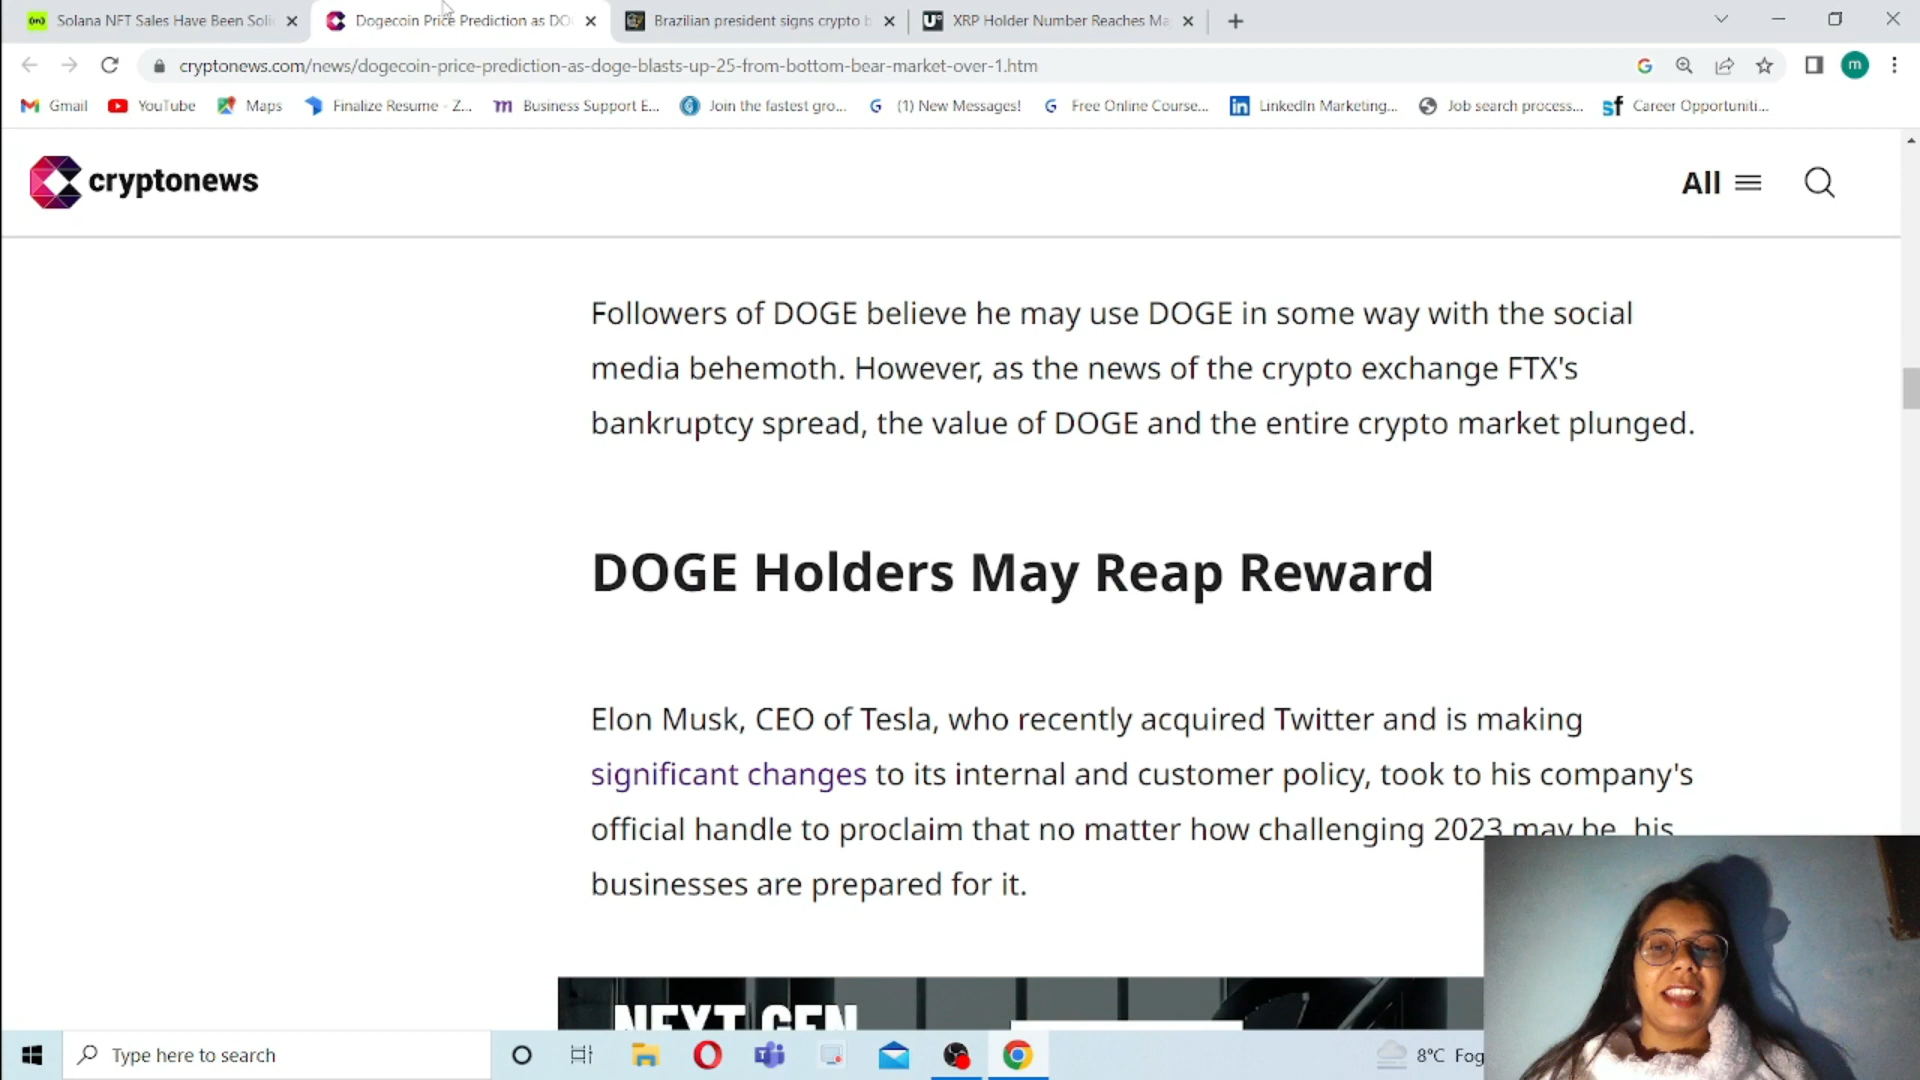 Solana NFT Sales Have Been Soli
Dogecoin Price Prediction as DO
Brazilian president signs crypto b
XRP Holder Number Reaches Ma
cryptonews.com/news/dogecoin-price-prediction-as-doge-blasts-up-25-from-bottom-bear-market-over-1.htm
m
Gmail
YouTube
Maps
Finalize Resume - Z...
Business Support E...
Join the fastest gro...
(1) New Messages!
Free Online Course...
LinkedIn Marketing...
Job search process...
Career Opportuniti...
cryptonews
All
Followers of DOGE believe he may use DOGE in some way with the social
media behemoth. However, as the news of the crypto exchange FTX's
bankruptcy spread, the value of DOGE and the entire crypto market plunged.
DOGE Holders May Reap Reward
Elon Musk, CEO of Tesla, who recently acquired Twitter and is making
significant changes to its internal and customer policy, took to his company's
official handle to proclaim that no matter how challenging 2023 may be, his
businesses are prepared for it.
NEXT GEN
Type here to search
8°C Fog